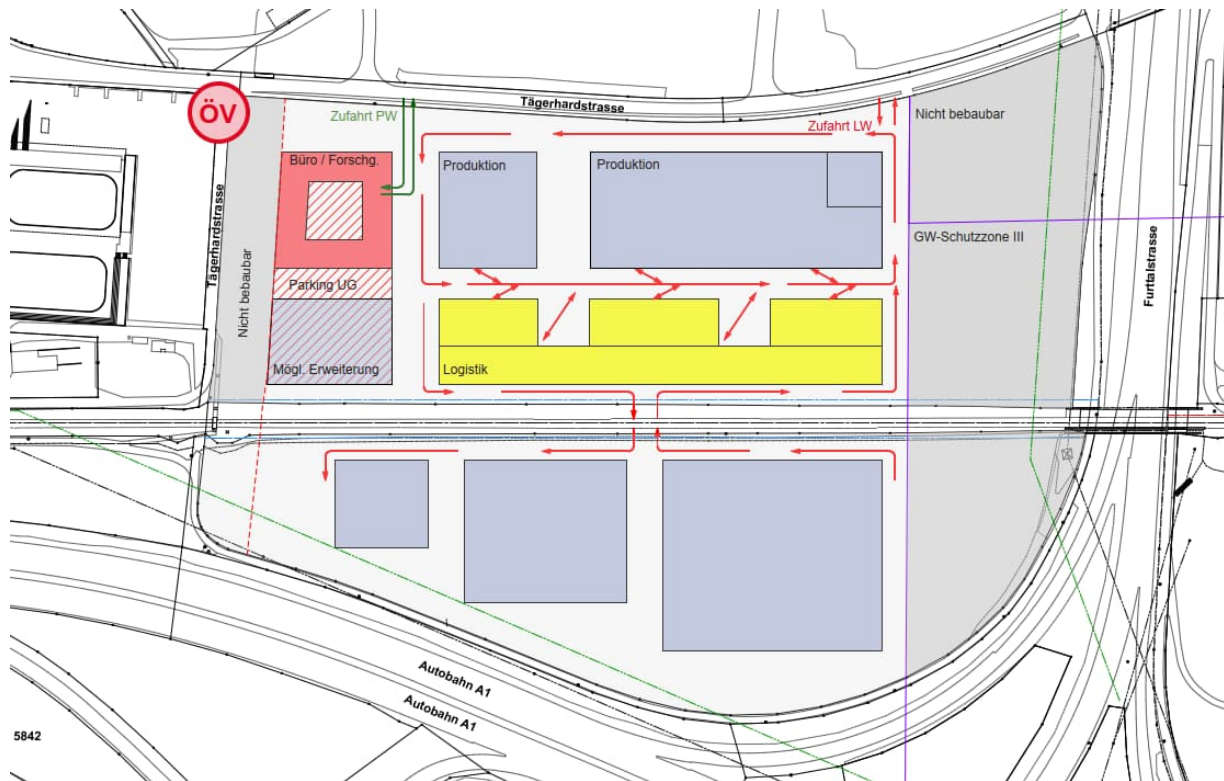 ÖV
Tägerhardstrasse
Zufahrt PW
Zufahrt LW
Nicht bebaubar
Büro / Forschg.
Produktion
Produktion
Tägerhardstrasse
Nicht bebaubar
GW-Schutzzone III
Furttalstrasse
Parking UG
Mögl. Erweiterung
Logistik
Autobahn A1
Autobahn A1
5842